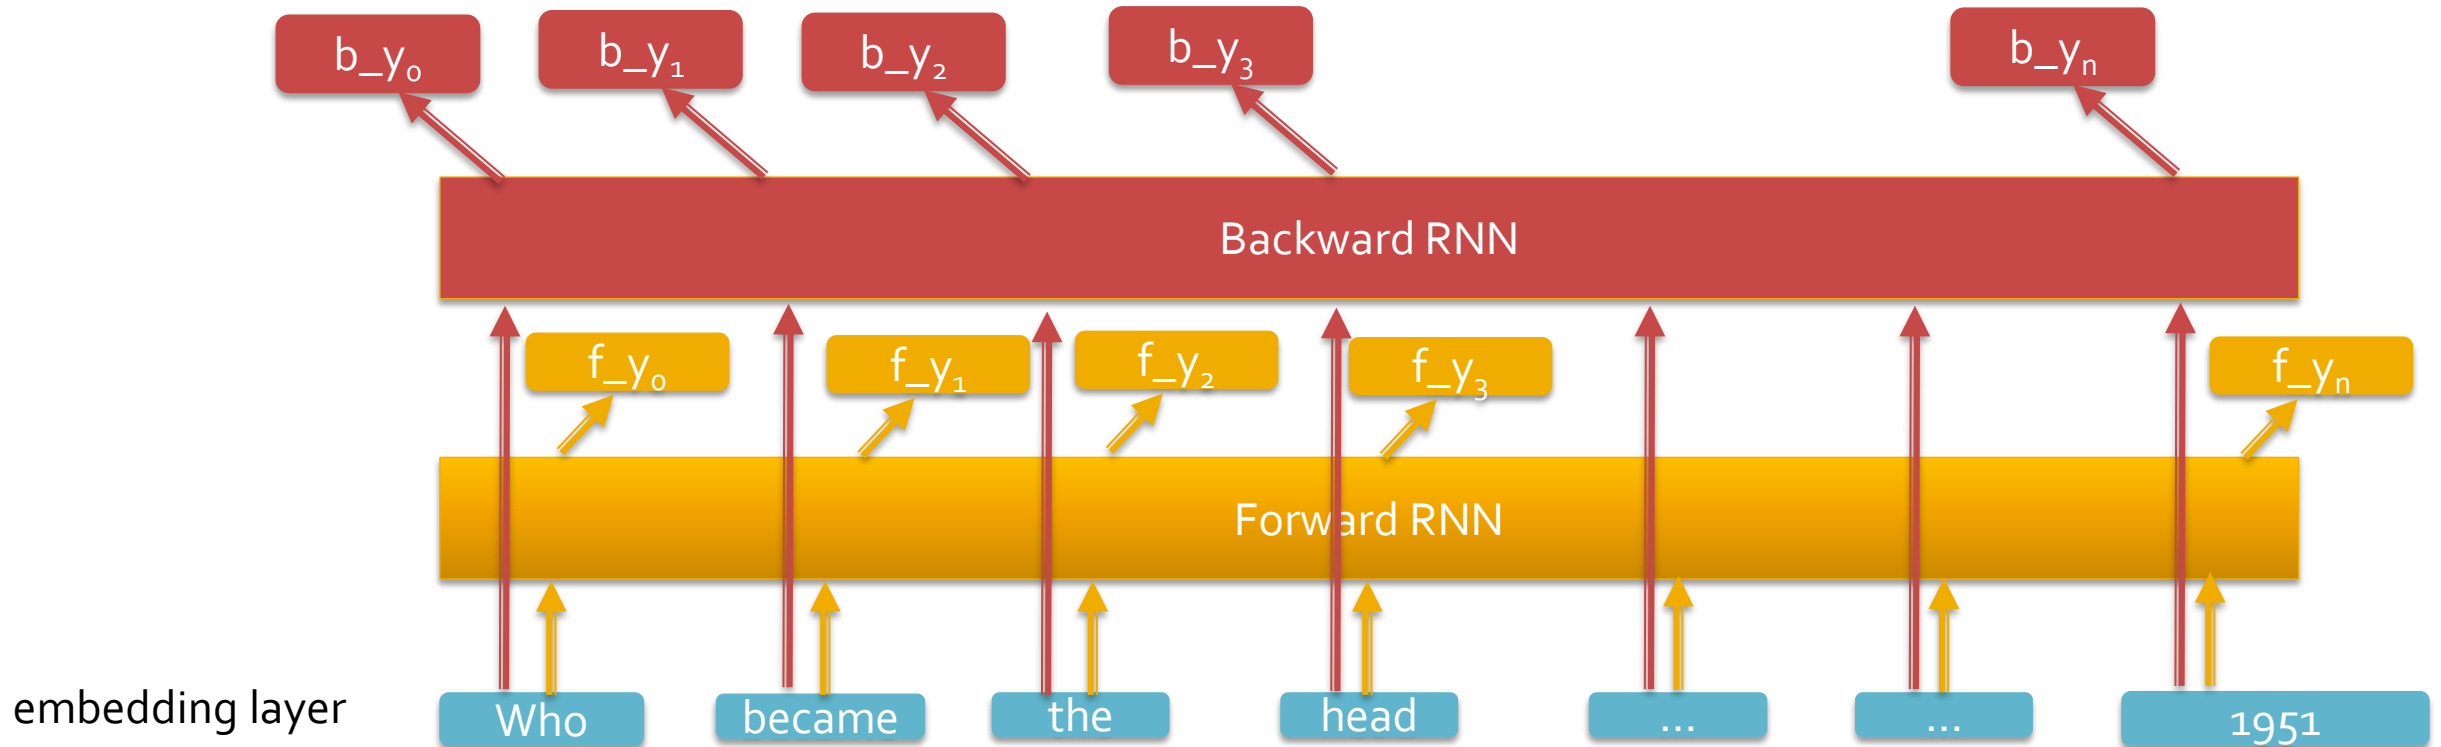 b_y₀ b_y₁ b_y₂ b_y₃ b_yₙ
Backward RNN
f_y₀ f_y₁ f_y₂ f_y₃ f_yₙ
Forward RNN
embedding layer Who became the head ... ... 1951